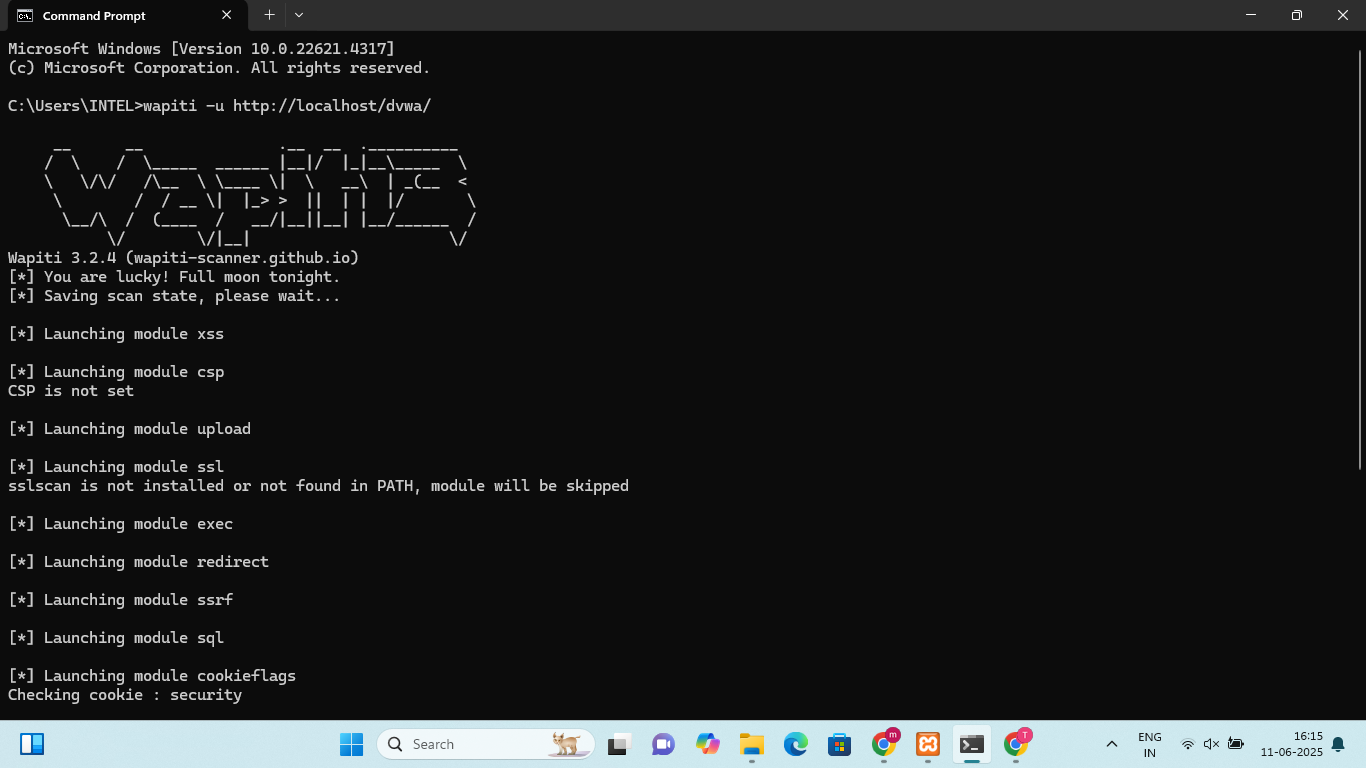 Command Prompt
Microsoft Windows [Version 10.0.22621.4317]
(c) Microsoft Corporation. All rights reserved.
C:\Users\INTEL>wapiti -u http://localhost/dvwa/
Wapiti 3.2.4 (wapiti-scanner.github.io)
[*] You are lucky! Full moon tonight.
[*] Saving scan state, please wait...
[*] Launching module xss
[*] Launching module csp
CSP is not set
[*] Launching module upload
[*] Launching module ssl
sslscan is not installed or not found in PATH, module will be skipped
[*] Launching module exec
[*] Launching module redirect
[*] Launching module ssrf
[*] Launching module sql
[*] Launching module cookieflags
Checking cookie : security
Search
m
T
ENG
IN
16:15
11-06-2025